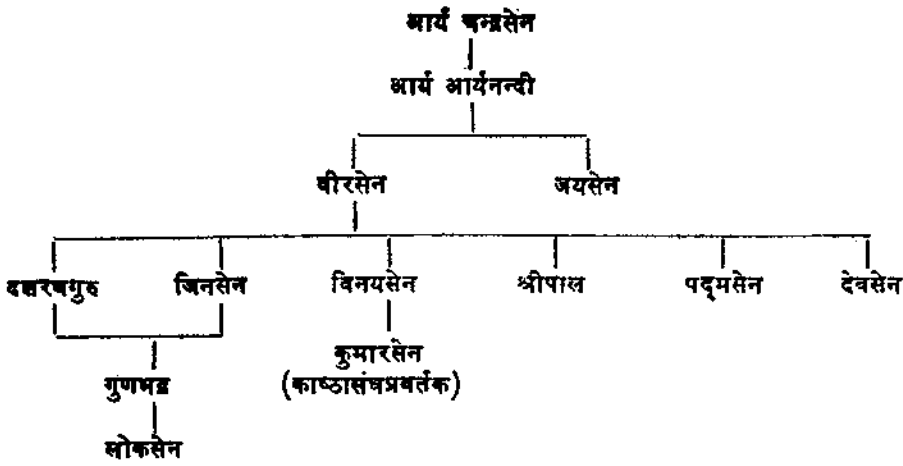 आर्य चन्द्रसेन
आर्य आर्यनन्दी
वीरसेन जयसेन
दशरथगुरु जिनसेन विनयसेन श्रीपाल पद्मसेन देवसेन
कुमारसेन
(काष्ठासंघप्रवर्तक)
गुणभद्र
लोकसेन